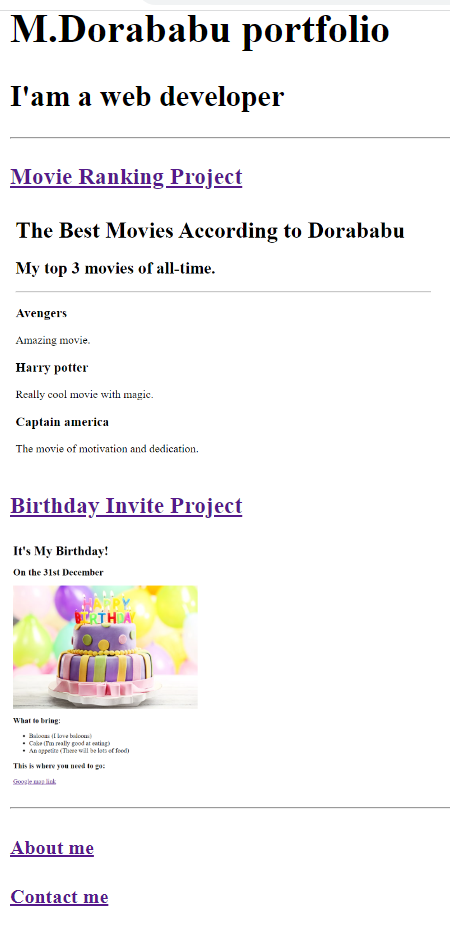 M.Dorababu portfolio
I'am a web developer
Movie Ranking Project
The Best Movies According to Dorababu
My top 3 movies of all-time.
Avengers
Amazing movie.
Harry potter
Really cool movie with magic.
Captain america
The movie of motivation and dedication.
Birthday Invite Project
It's My Birthday!
On the 31st December
HAPPY
BIRTHDAY
What to bring:
Baloons (I love baloons)
Cake (I'm really good at eating)
An appetite (There will be lots of food)
This is where you need to go:
Google map link
About me
Contact me